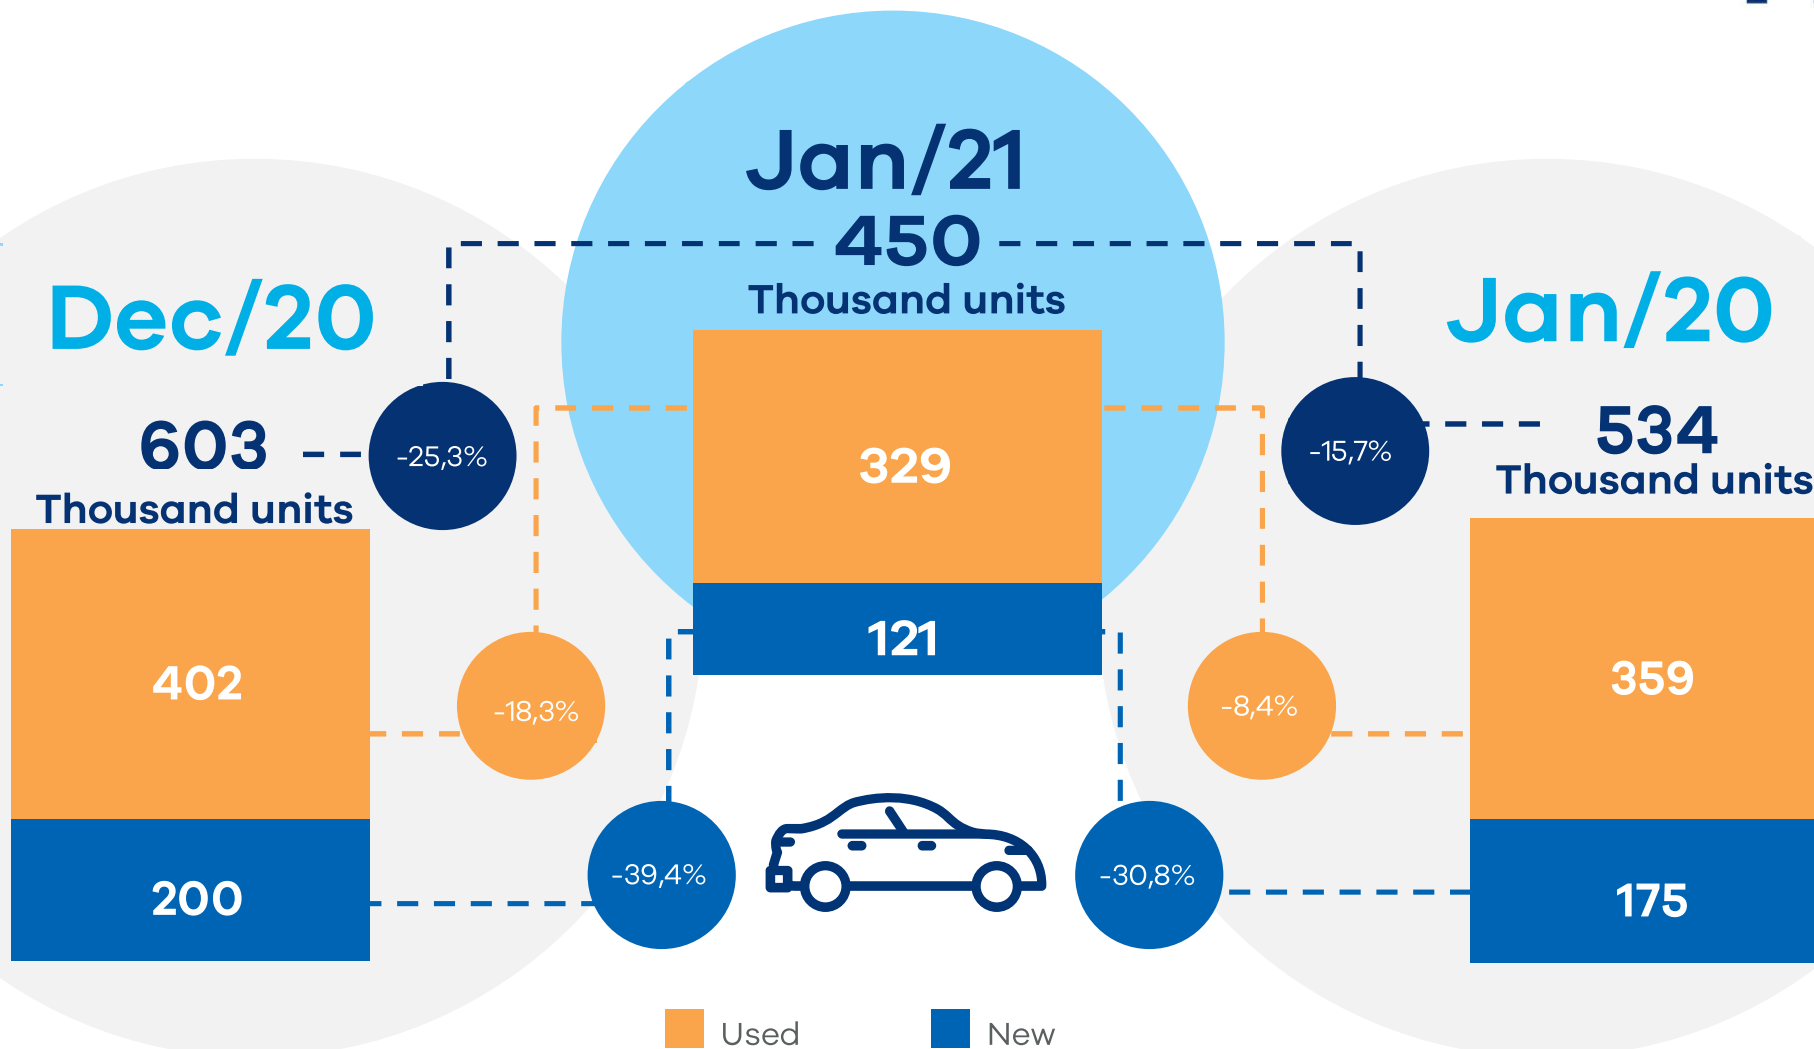 Jan/21
450
Thousand units
Dec/20
603
Thousand units
Jan/20
534
Thousand units
-25,3%
-15,7%
329
121
402
200
359
175
-18,3%
-8,4%
-39,4%
-30,8%
Used
New